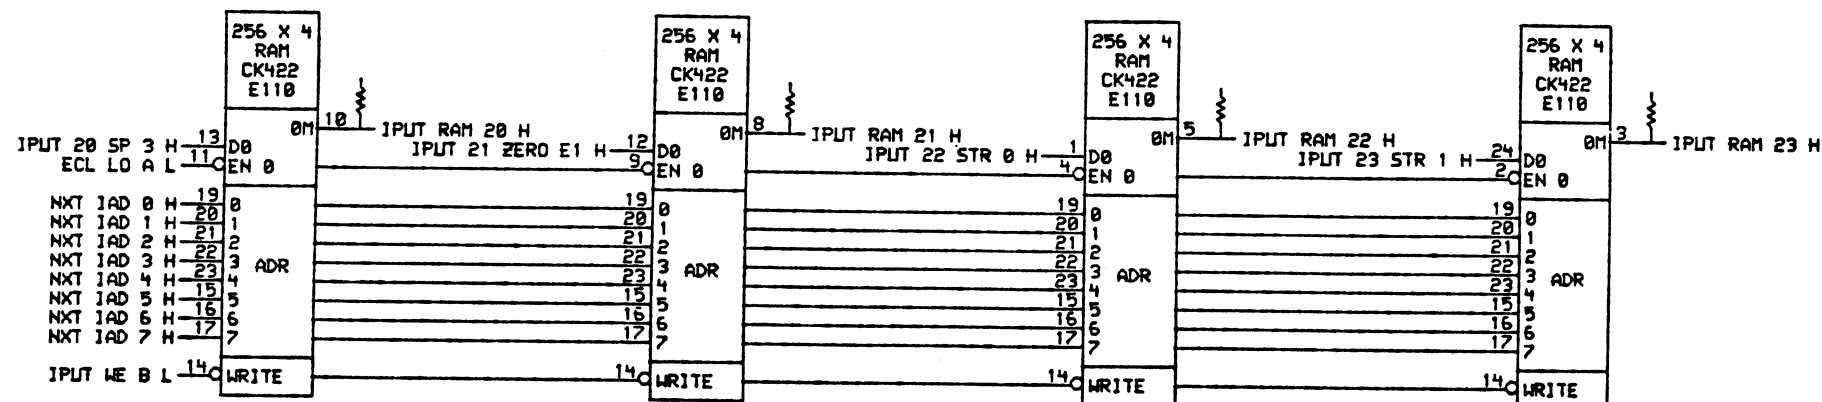 256 X 4
RAM
CK422
E110
0M 10 IPUT RAM 20 H
IPUT 20 SP 3 H 13 D0
ECL LO A L 11 EN 0
NXT IAD 0 H 19 0
NXT IAD 1 H 20 1
NXT IAD 2 H 21 2
NXT IAD 3 H 22 3
NXT IAD 4 H 23 4
NXT IAD 5 H 15 5
NXT IAD 6 H 16 6
NXT IAD 7 H 17 7
ADR
IPUT WE B L 14 WRITE
256 X 4
RAM
CK422
E110
0M 8 IPUT RAM 21 H
IPUT 21 ZERO E1 H 12 D0
9 EN 0
19 0
20 1
21 2
22 3
23 4
15 5
16 6
17 7
ADR
14 WRITE
256 X 4
RAM
CK422
E110
0M 5 IPUT RAM 22 H
IPUT 22 STR 0 H 1 D0
4 EN 0
19 0
20 1
21 2
22 3
23 4
15 5
16 6
17 7
ADR
14 WRITE
256 X 4
RAM
CK422
E110
0M 3 IPUT RAM 23 H
IPUT 23 STR 1 H 24 D0
2 EN 0
19 0
20 1
21 2
22 3
23 4
15 5
16 6
17 7
ADR
14 WRITE